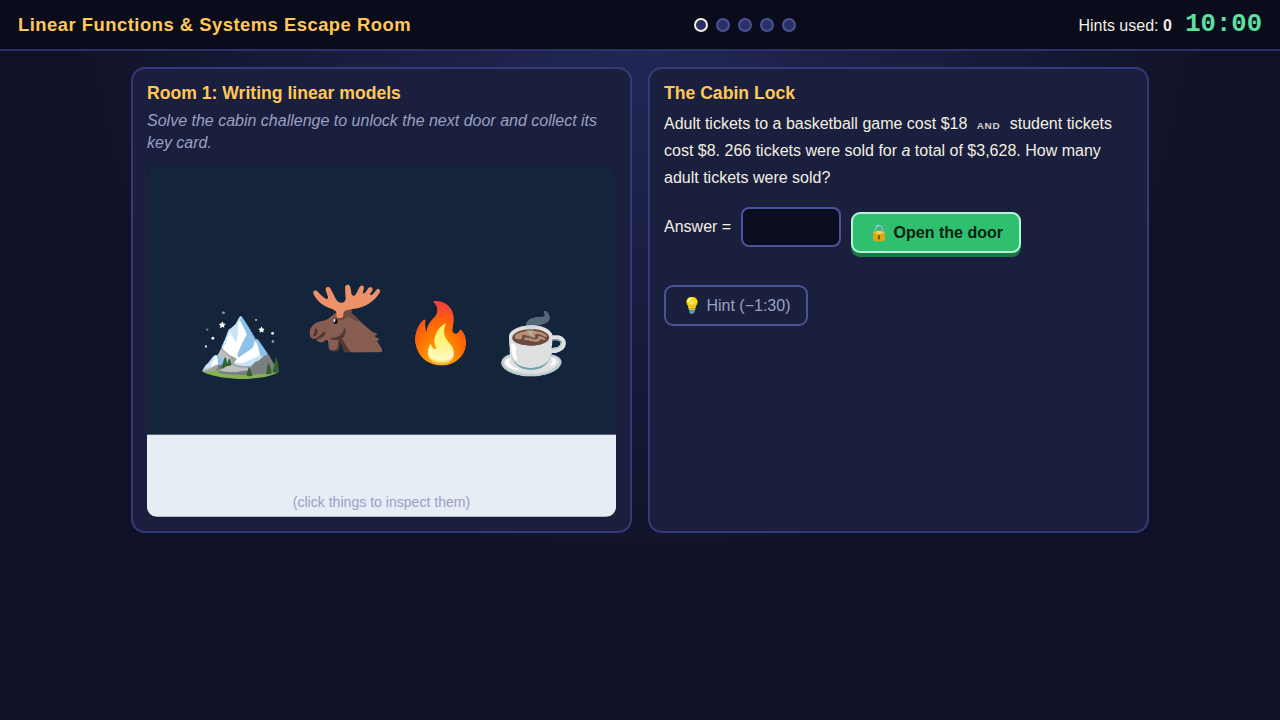 Linear Functions & Systems Escape Room
Hints used: 0 10:00
Room 1: Writing linear models
Solve the cabin challenge to unlock the next door and collect its
key card.
(click things to inspect them)
The Cabin Lock
Adult tickets to a basketball game cost $18 AND student tickets
cost $8. 266 tickets were sold for a total of $3,628. How many
adult tickets were sold?
Answer =
🔒 Open the door
💡 Hint (−1:30)